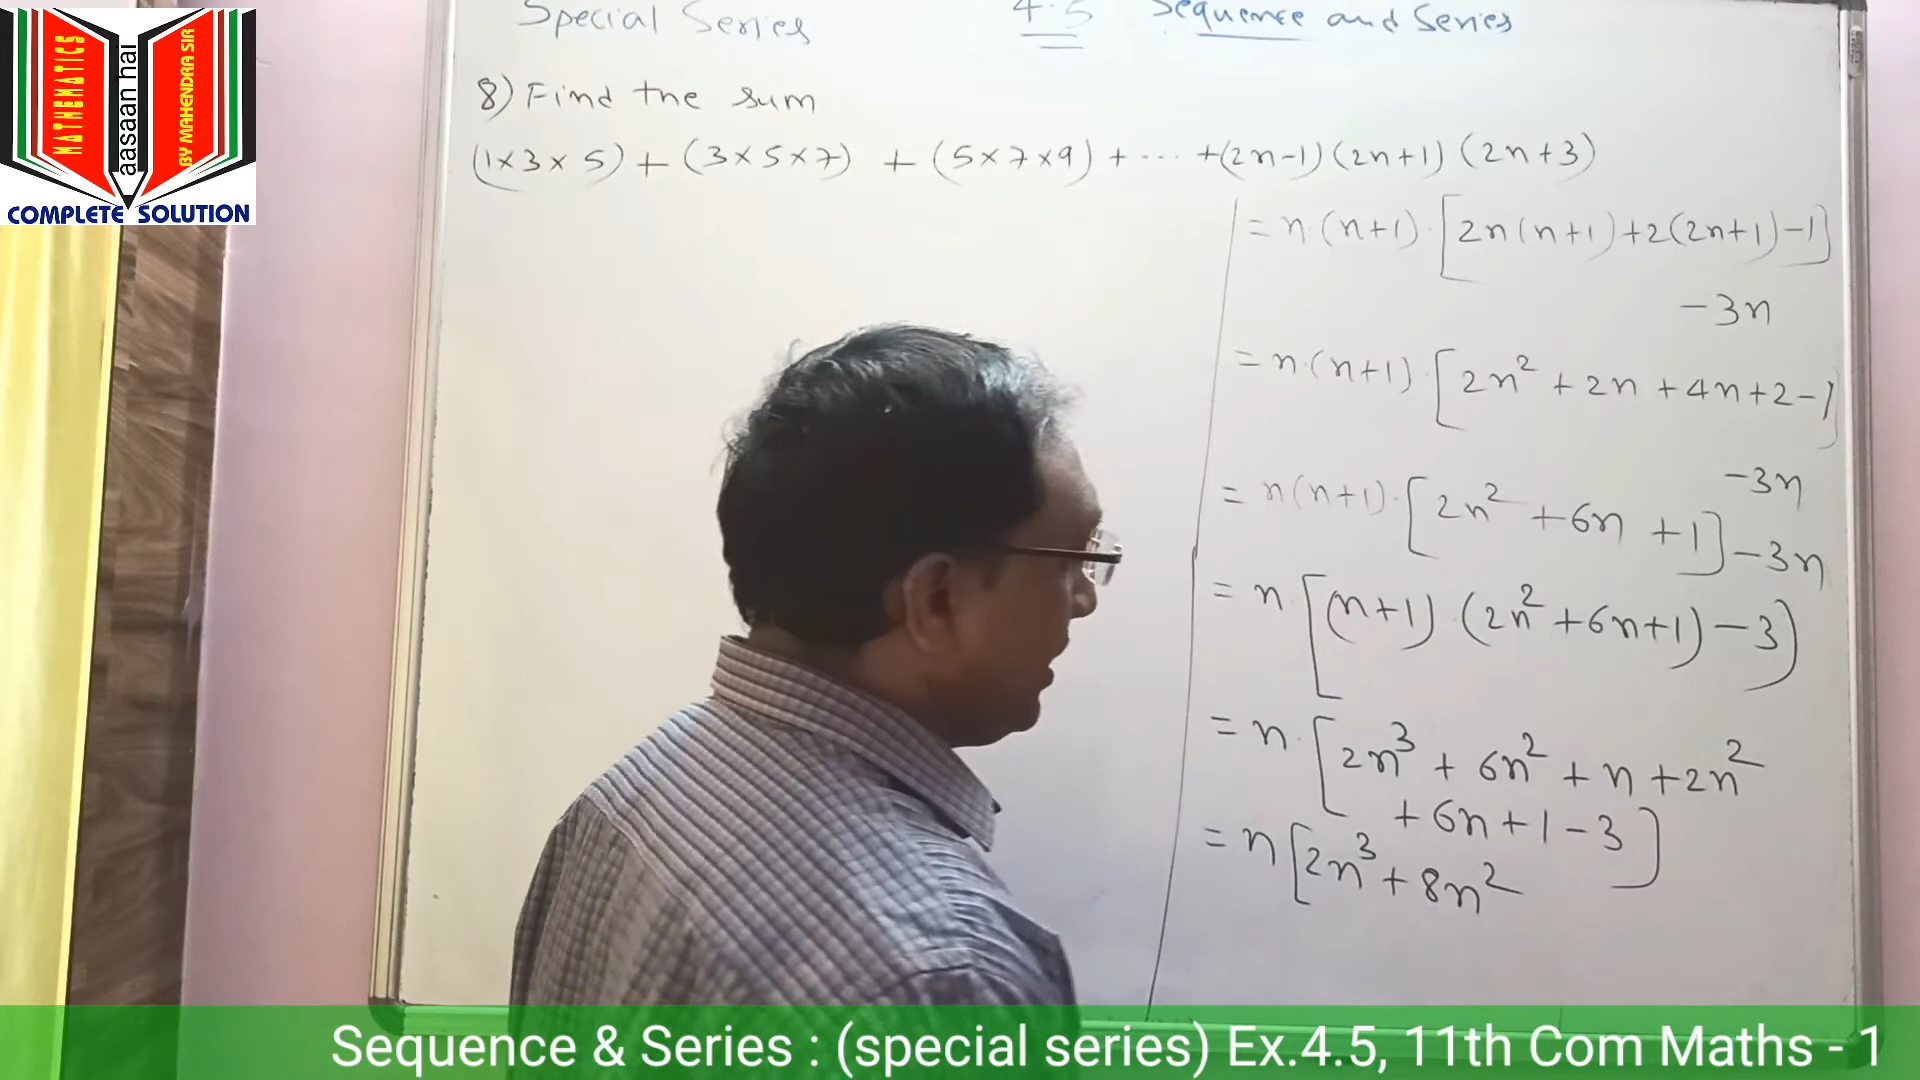 MATHEMATICS
aasaan hai
BY MAHENDRA SIR
COMPLETE SOLUTION
Special Series 4.5 Sequence and Series
8) Find the sum
(1×3×5) + (3×5×7) + (5×7×9) + ... + (2n-1) (2n+1) (2n+3)
= n·(n+1)·[2n(n+1)+2(2n+1)-1]
-3n
= n·(n+1)·[2n² + 2n + 4n+2-1]
-3n
= n(n+1)·[2n² +6n +1] -3n
= n [(n+1)·(2n²+6n+1)-3)
= n·[2n³ + 6n² + n +2n²
+ 6n+1-3]
= n [2n³+8n²
Sequence & Series : (special series) Ex.4.5, 11th Com Maths - 1